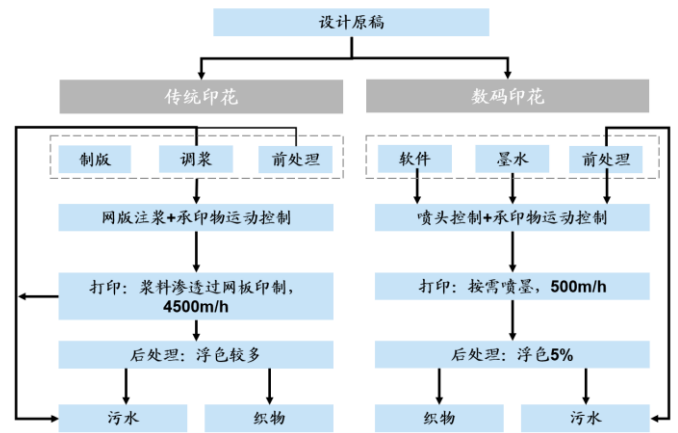 设计原稿
传统印花
数码印花
制版
调浆
前处理
软件
墨水
前处理
网版注浆+承印物运动控制
喷头控制+承印物运动控制
打印：浆料渗透过网板印制，
4500m/h
打印：按需喷墨，500m/h
后处理：浮色较多
后处理：浮色5%
污水
织物
织物
污水